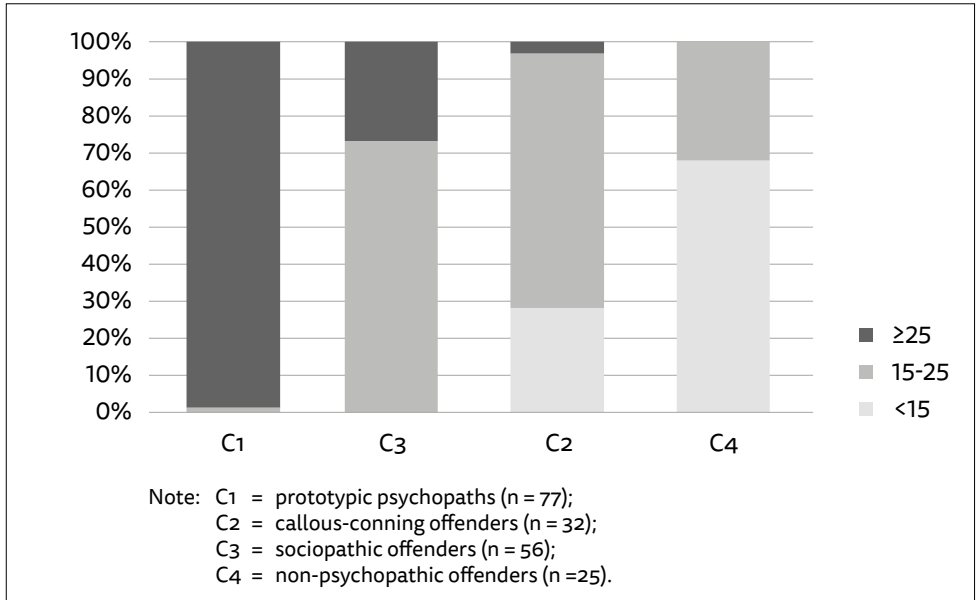 100%
90%
80%
70%
60%
50%
40%
30%
20%
10%
0%
≥25
15-25
<15
C1 C3 C2 C4
Note: C1 = prototypic psychopaths (n = 77);
C2 = callous-conning offenders (n = 32);
C3 = sociopathic offenders (n = 56);
C4 = non-psychopathic offenders (n =25).